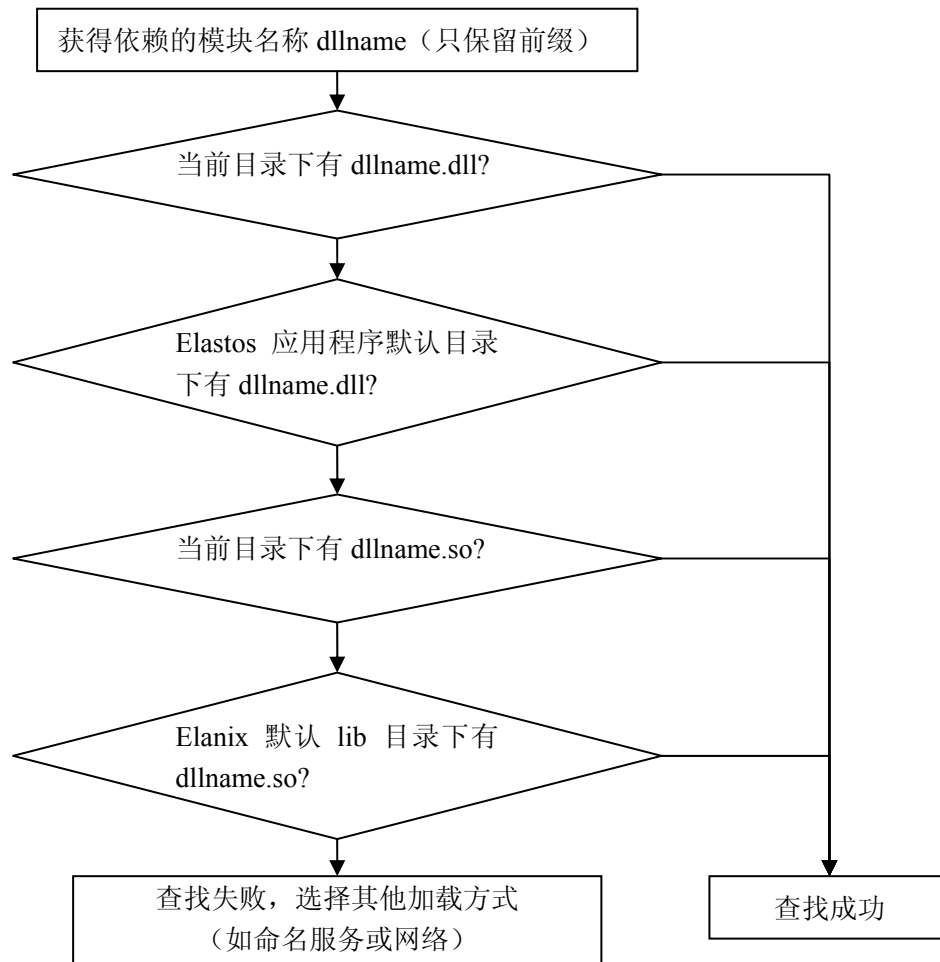 获得依赖的模块名称 dllname（只保留前缀）
当前目录下有 dllname.dll?
Elastos 应用程序默认目录
下有 dllname.dll?
当前目录下有 dllname.so?
Elanix 默认 lib 目录下有
dllname.so?
查找失败，选择其他加载方式
（如命名服务或网络）
查找成功